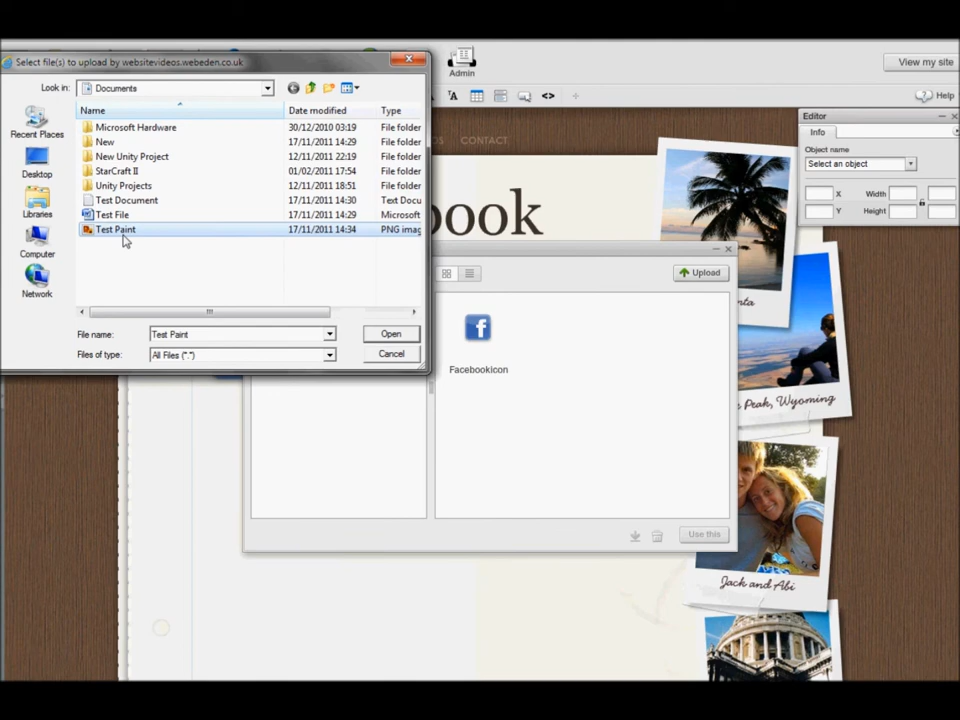 Select file(s) to upload by websitevideos.webeden.co.uk
Look in: Documents
Name Date modified Type
Microsoft Hardware 30/12/2010 03:19 File folder
New 17/11/2011 14:29 File folder
New Unity Project 12/11/2011 22:19 File folder
StarCraft II 01/02/2011 17:54 File folder
Unity Projects 12/11/2011 18:51 File folder
Test Document 17/11/2011 14:30 Text Docu
Test File 17/11/2011 14:29 Microsoft
Test Paint 17/11/2011 14:34 PNG imag
Recent Places
Desktop
Libraries
Computer
Network
File name: Test Paint Open
Files of type: All Files (*.*) Cancel
Admin
View my site
Help
Editor
Info
Object name
Select an object
X Width
Y Height
OS CONTACT
book
Upload
f
Facebookicon
Use this
nta
Peak, Wyoming
Jack and Abi